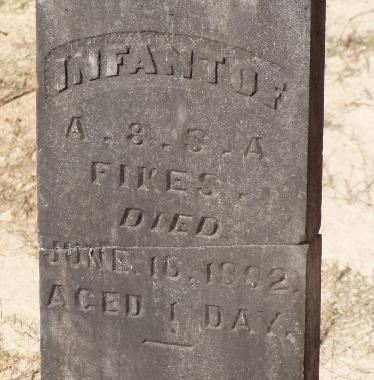 INFANT OF
A. & S. A
FIKES.
DIED
JUNE. 16. 1882.
AGED 1 DAY.